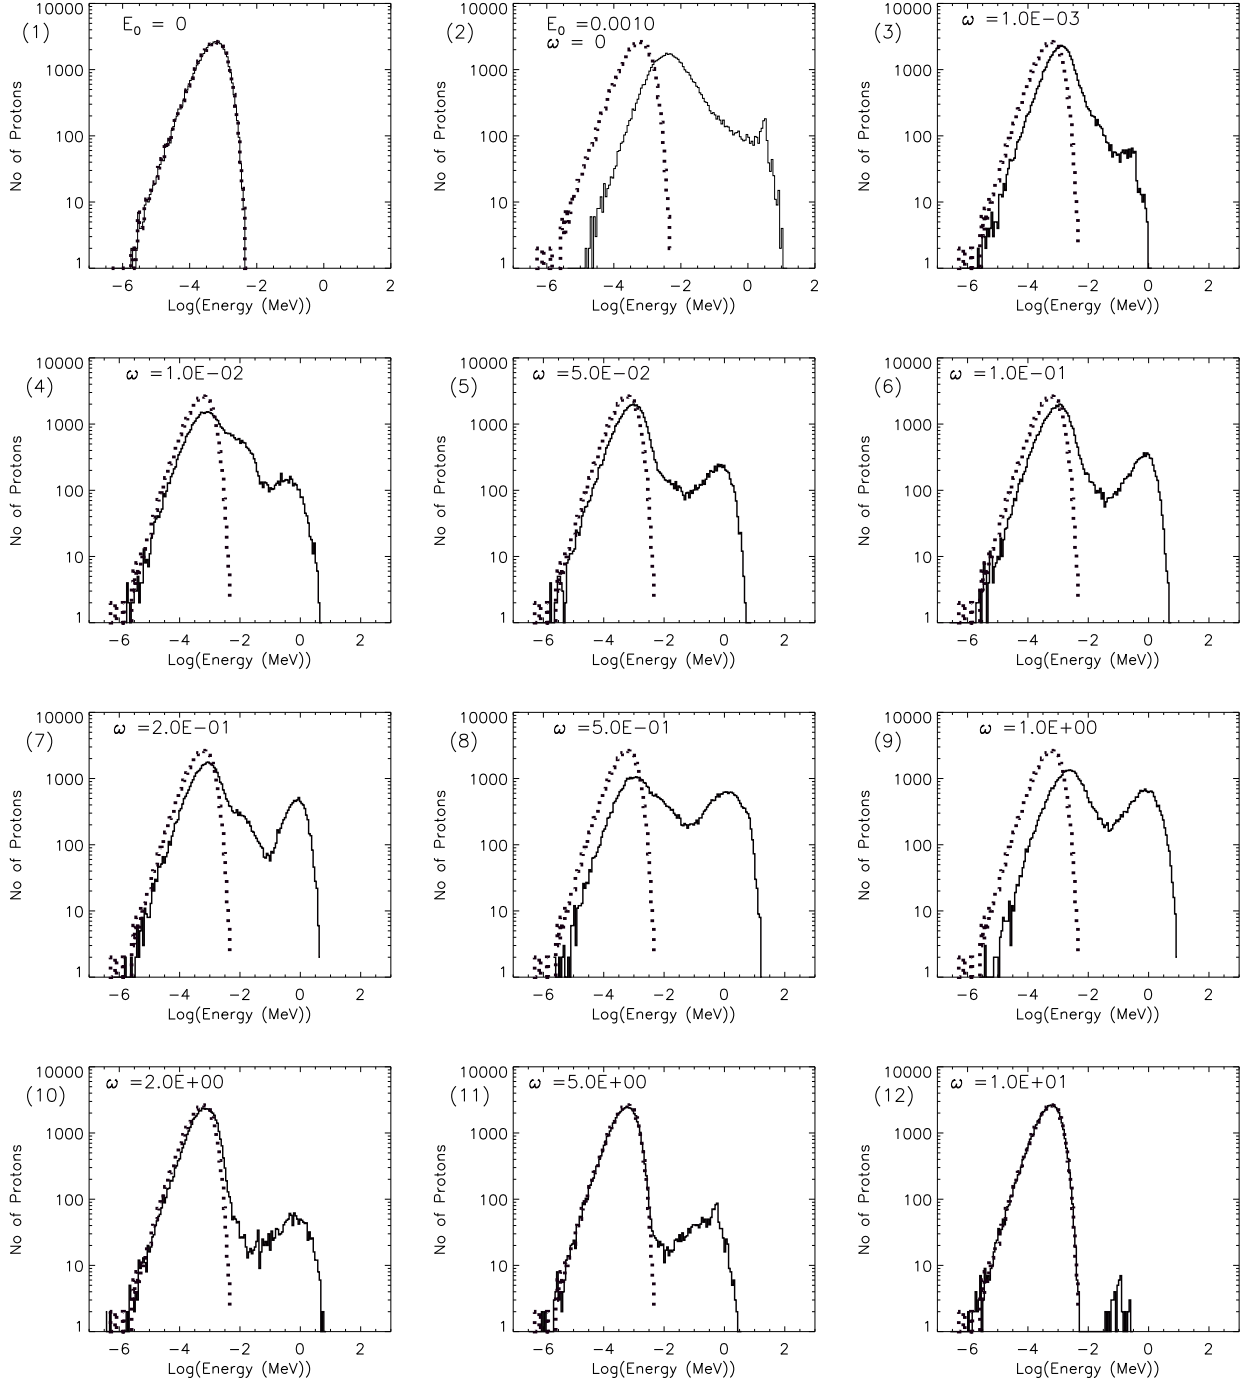 (1)
E₀ = 0
10000
1000
100
10
1
No of Protons
−6 −4 −2 0 2
Log(Energy (MeV))
(2)
E₀ =0.0010
ω = 0
10000
1000
100
10
1
No of Protons
−6 −4 −2 0 2
Log(Energy (MeV))
(3)
ω =1.0E−03
10000
1000
100
10
1
No of Protons
−6 −4 −2 0 2
Log(Energy (MeV))
(4)
ω =1.0E−02
10000
1000
100
10
1
No of Protons
−6 −4 −2 0 2
Log(Energy (MeV))
(5)
ω =5.0E−02
10000
1000
100
10
1
No of Protons
−6 −4 −2 0 2
Log(Energy (MeV))
(6)
ω =1.0E−01
10000
1000
100
10
1
No of Protons
−6 −4 −2 0 2
Log(Energy (MeV))
(7)
ω =2.0E−01
10000
1000
100
10
1
No of Protons
−6 −4 −2 0 2
Log(Energy (MeV))
(8)
ω =5.0E−01
10000
1000
100
10
1
No of Protons
−6 −4 −2 0 2
Log(Energy (MeV))
(9)
ω =1.0E+00
10000
1000
100
10
1
No of Protons
−6 −4 −2 0 2
Log(Energy (MeV))
(10)
ω =2.0E+00
10000
1000
100
10
1
No of Protons
−6 −4 −2 0 2
Log(Energy (MeV))
(11)
ω =5.0E+00
10000
1000
100
10
1
No of Protons
−6 −4 −2 0 2
Log(Energy (MeV))
(12)
ω =1.0E+01
10000
1000
100
10
1
No of Protons
−6 −4 −2 0 2
Log(Energy (MeV))